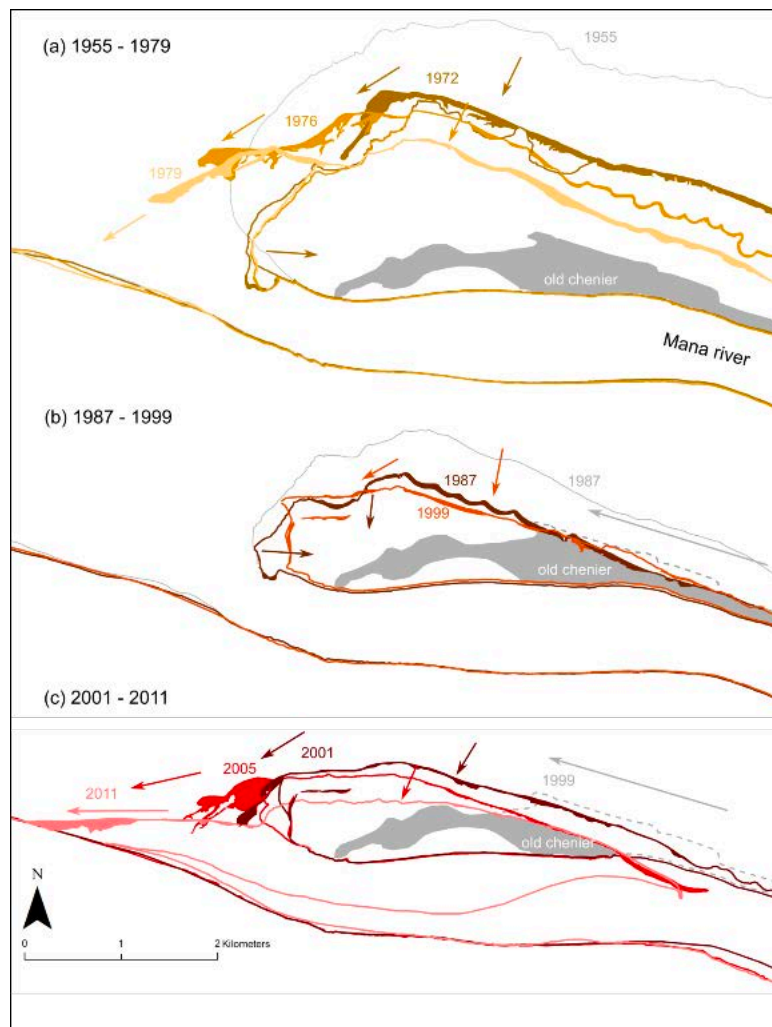 (a) 1955 - 1979
1955
1972
1976
1979
old chenier
Mana river
(b) 1987 - 1999
1987
1987
1999
old chenier
(c) 2001 - 2011
2001
2005
1999
2011
old chenier
N
0 1 2 Kilometers